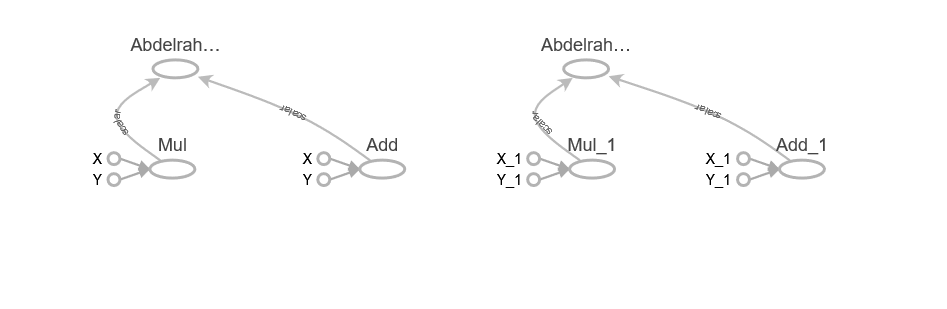 Abdelrah…
Abdelrah…
scalar
scalar
scalar
scalar
Mul
Add
Mul_1
Add_1
X
X
X_1
X_1
Y
Y
Y_1
Y_1